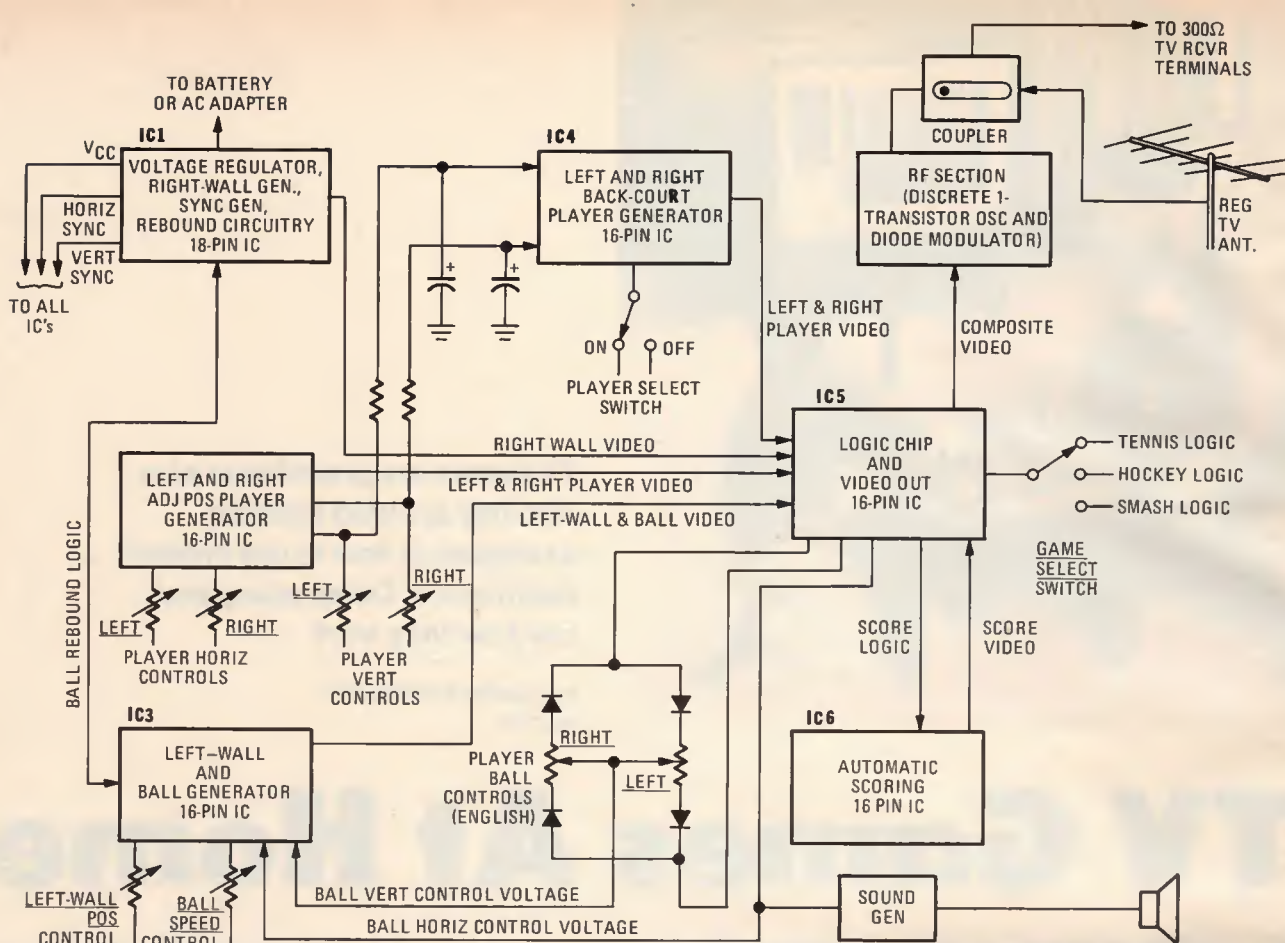 TO 300Ω
TV RCVR
TERMINALS
TO BATTERY
OR AC ADAPTER
IC1
VCC
HORIZ
SYNC
VERT
SYNC
TO ALL
IC's
VOLTAGE REGULATOR,
RIGHT-WALL GEN.,
SYNC GEN,
REBOUND CIRCUITRY
18-PIN IC
IC4
LEFT AND RIGHT
BACK-COURT
PLAYER GENERATOR
16-PIN IC
+
+
ON
OFF
PLAYER SELECT
SWITCH
COUPLER
RF SECTION
(DISCRETE 1-
TRANSISTOR OSC AND
DIODE MODULATOR)
REG
TV
ANT.
LEFT & RIGHT
PLAYER VIDEO
COMPOSITE
VIDEO
RIGHT WALL VIDEO
LEFT & RIGHT PLAYER VIDEO
LEFT-WALL & BALL VIDEO
IC5
LOGIC CHIP
AND
VIDEO OUT
16-PIN IC
TENNIS LOGIC
HOCKEY LOGIC
SMASH LOGIC
GAME
SELECT
SWITCH
LEFT AND RIGHT
ADJ POS PLAYER
GENERATOR
16-PIN IC
LEFT
RIGHT
PLAYER HORIZ
CONTROLS
LEFT
RIGHT
PLAYER
VERT
CONTROLS
BALL REBOUND LOGIC
SCORE
LOGIC
SCORE
VIDEO
IC3
LEFT-WALL
AND
BALL GENERATOR
16-PIN IC
RIGHT
PLAYER
BALL
CONTROLS
(ENGLISH)
LEFT
IC6
AUTOMATIC
SCORING
16 PIN IC
LEFT-WALL
POS
CONTROL
BALL
SPEED
CONTROL
BALL VERT CONTROL VOLTAGE
BALL HORIZ CONTROL VOLTAGE
SOUND
GEN